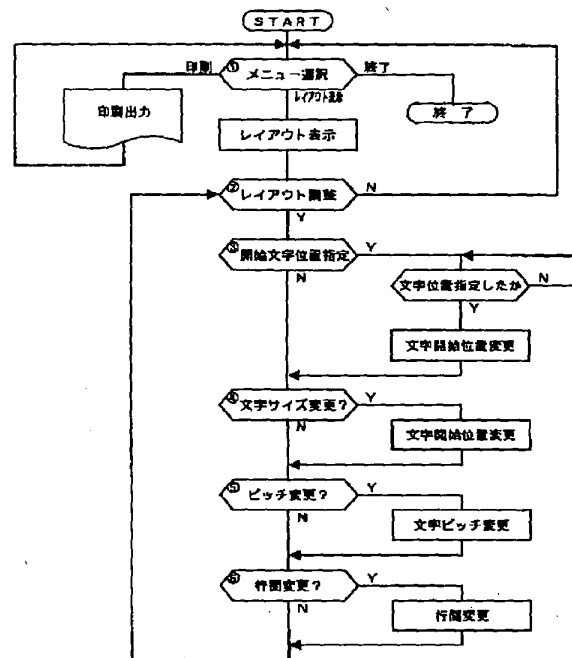 START
印刷
①
メニュー選択
終了
レイアウト表示
印刷出力
終了
レイアウト表示
②
レイアウト調整
N
Y
③
開始文字位置指定
Y
N
文字位置指定したか
N
Y
文字開始位置変更
④
文字サイズ変更?
Y
N
文字開始位置変更
⑤
ピッチ変更?
Y
N
文字ピッチ変更
⑥
行間変更?
Y
N
行間変更